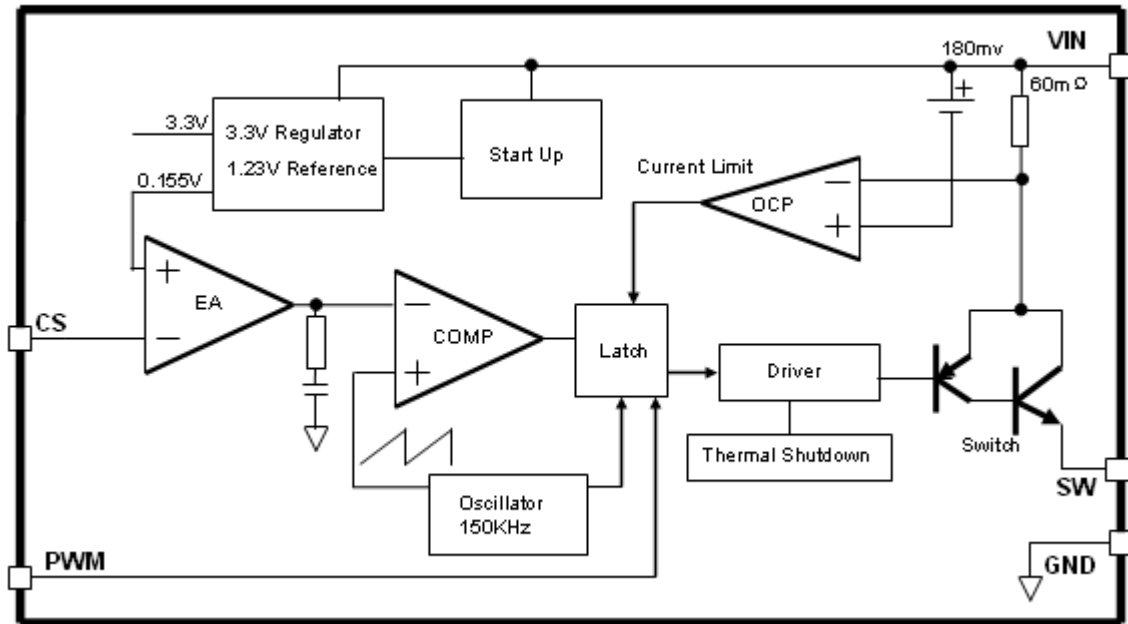 180mv
VIN
60mΩ
3.3V
3.3V Regulator
1.23V Reference
Start Up
0.155V
Current Limit
OCP
EA
CS
COMP
Latch
Driver
Switch
Thermal Shutdown
SW
Oscillator
150KHz
PWM
GND